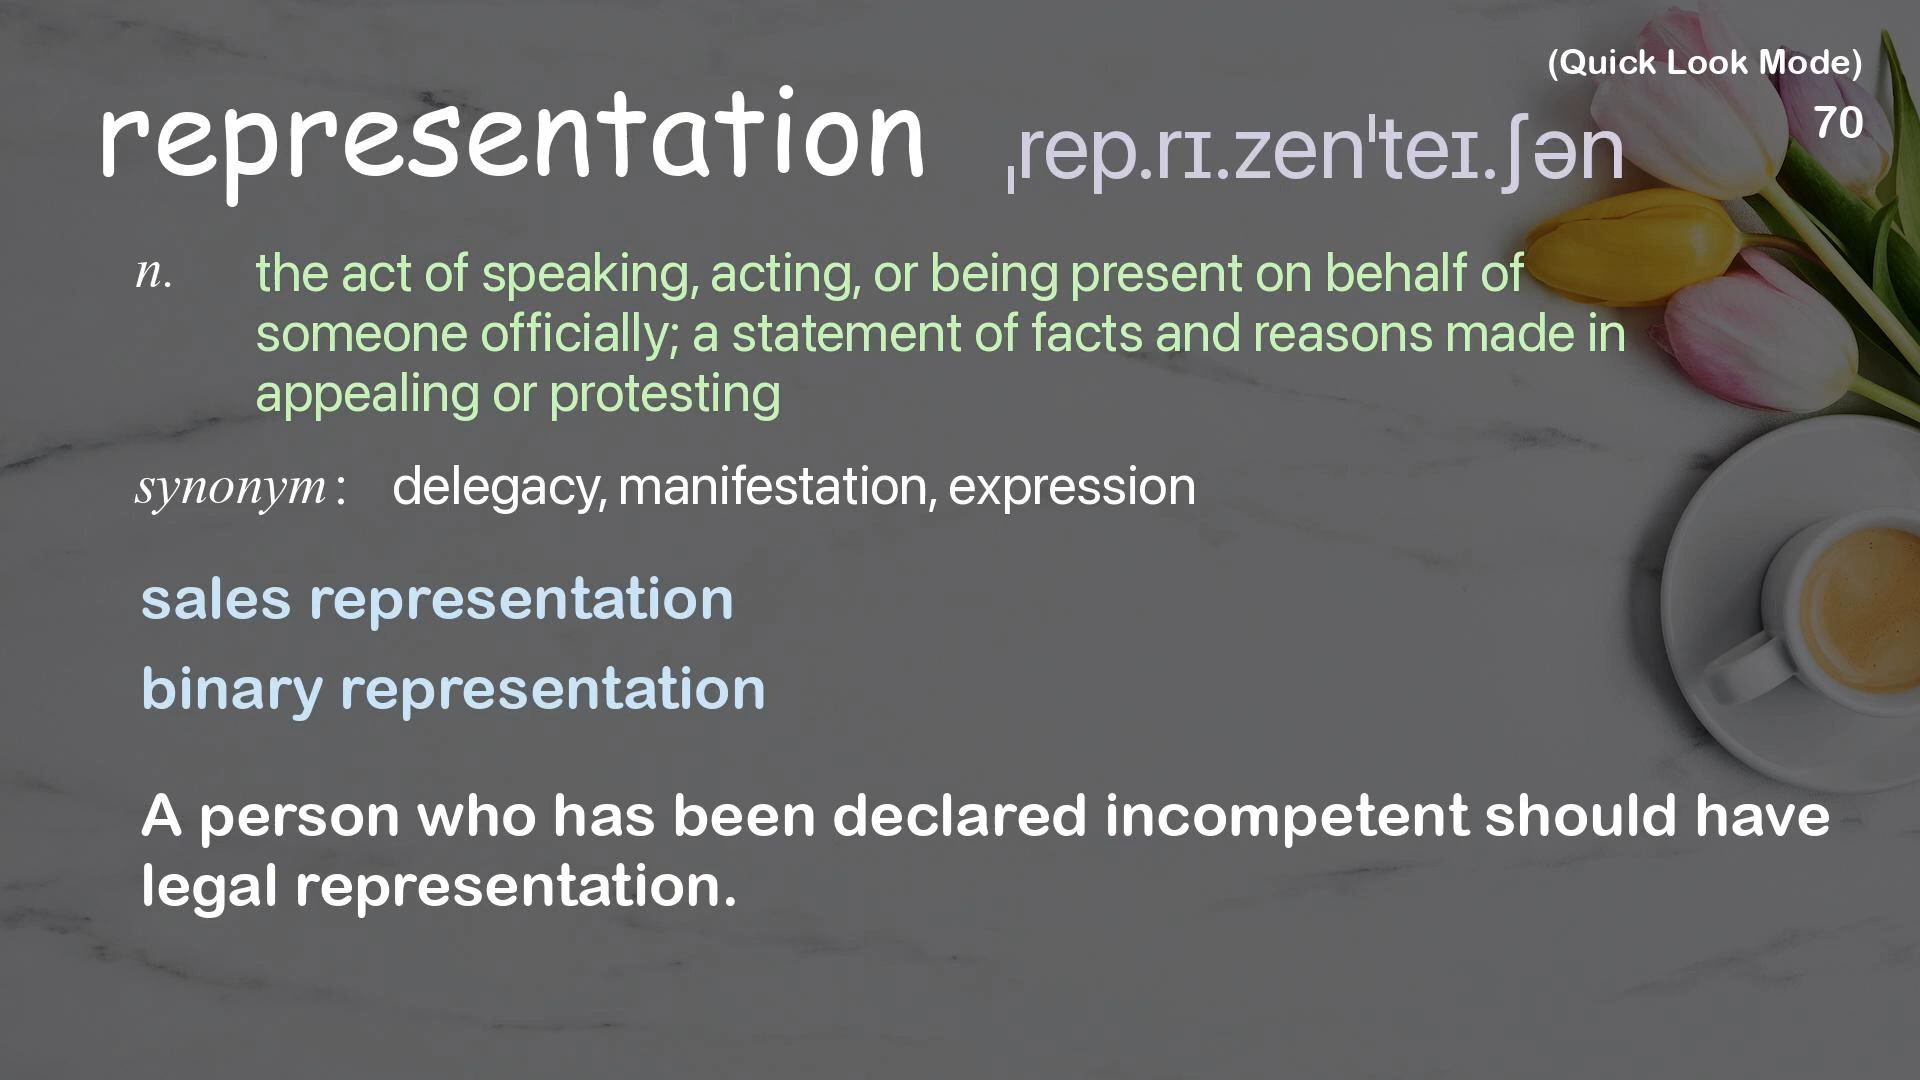 (Quick Look Mode)
70
representation ˌrep.rɪ.zenˈteɪ.ʃən
n. the act of speaking, acting, or being present on behalf of
someone officially; a statement of facts and reasons made in
appealing or protesting
synonym : delegacy, manifestation, expression
sales representation
binary representation
A person who has been declared incompetent should have
legal representation.